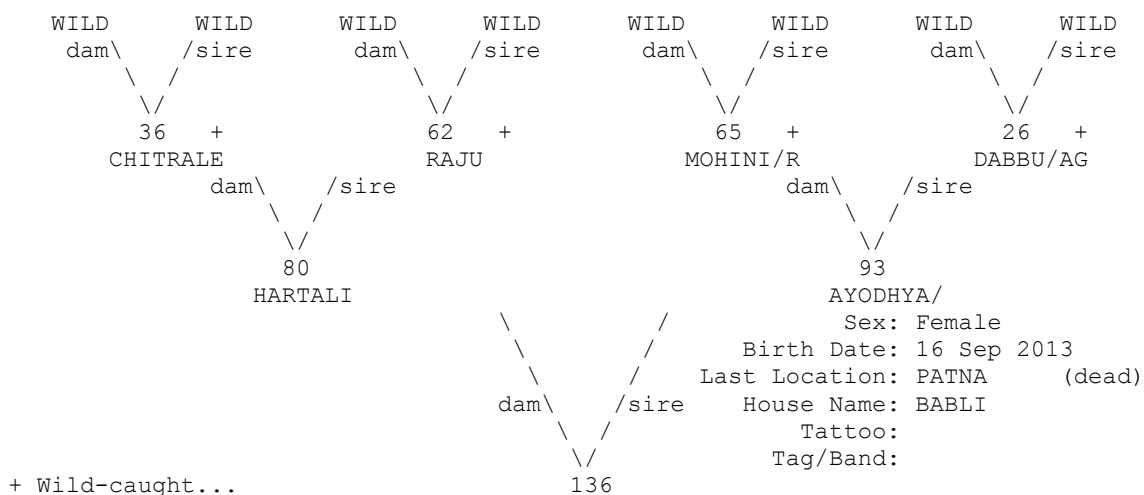 WILD WILD WILD WILD WILD WILD WILD WILD
dam\ /sire dam\ /sire dam\ /sire dam\ /sire
\ / \ / \ / \ /
\/ \/ \/ \/
36 + 62 + 65 + 26 +
CHITRALE RAJU MOHINI/R DABBU/AG
dam\ /sire dam\ /sire
\ / \ /
\/ \/
80 93
HARTALI AYODHYA/
\ / Sex: Female
\ / Birth Date: 16 Sep 2013
\ / Last Location: PATNA (dead)
dam\ /sire House Name: BABLI
\ / Tattoo:
\/ Tag/Band:
+ Wild-caught... 136